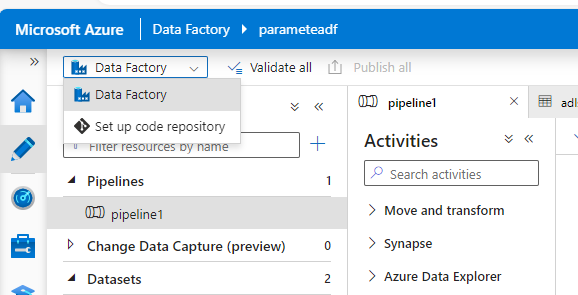 Microsoft Azure Data Factory parameteadf
Data Factory Validate all Publish all
Data Factory
Set up code repository
Filter resources by name
Pipelines 1
pipeline1
Change Data Capture (preview) 0
Datasets 2
pipeline1 adl
Activities
Search activities
Move and transform
Synapse
Azure Data Explorer